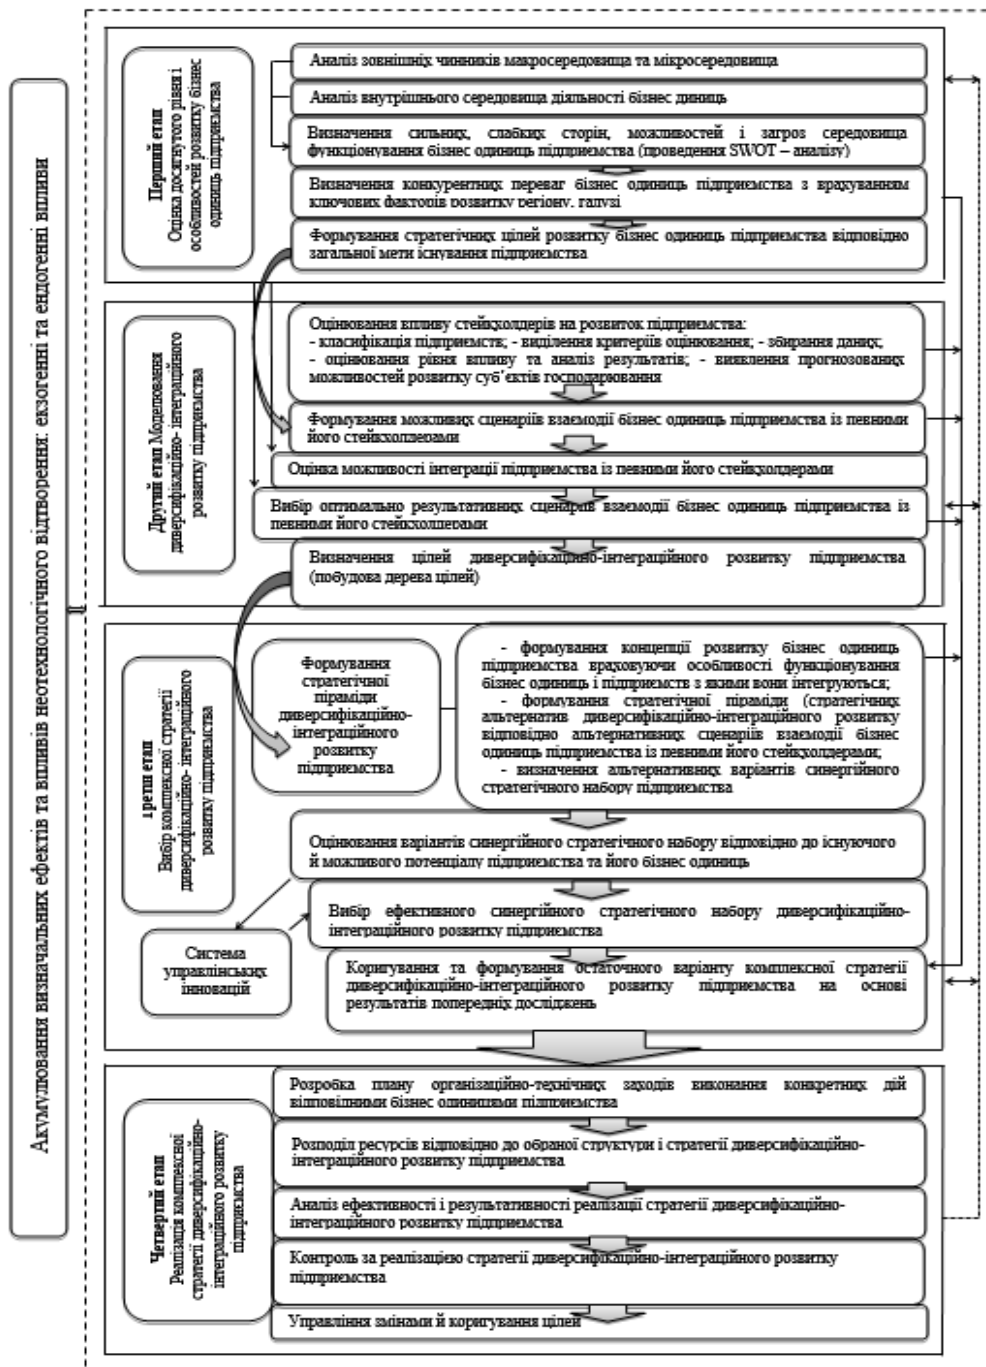 Акумулювання визначальних ефектів та впливів неотехнологічного відтворення: екзогенні та ендогенні впливи
Перший етап
Оцінка досягнутого рівня і
особливостей розвитку бізнес
одиниць підприємства
Аналіз зовнішніх чинників макросередовища та мікросередовища
Аналіз внутрішнього середовища діяльності бізнес диниць
Визначення сильних, слабких сторін, можливостей і загроз середовища
функціонування бізнес одиниць підприємства (проведення SWOT – аналізу)
Визначення конкурентних переваг бізнес одиниць підприємства з врахуванням
ключових факторів розвитку регіону, галузі
Формування стратегічних цілей розвитку бізнес одиниць підприємства відповідно
загальної мети існування підприємства
Другий етап Моделювання
диверсифікаційно- інтеграційного
розвитку підприємства
Оцінювання впливу стейкхолдерів на розвиток підприємства:
- класифікація підприємств; - виділення критеріїв оцінювання; - збирання даних;
- оцінювання рівня впливу та аналіз результатів; - виявлення прогнозованих
можливостей розвитку суб’єктів господарювання
Формування можливих сценаріїв взаємодії бізнес одиниць підприємства із певними
його стейкхолдерами
Оцінка можливості інтеграції підприємства із певними його стейкхолдерами
Вибір оптимально результативних сценаріїв взаємодії бізнес одиниць підприємства із
певними його стейкхолдерами
Визначення цілей диверсифікаційно-інтеграційного розвитку підприємства
(побудова дерева цілей)
Третій етап
Вибір комплексної стратегії
диверсифікаційно- інтеграційного
розвитку підприємства
Формування
стратегічної
піраміди
диверсифікаційно-
інтеграційного
розвитку
підприємства
- формування концепції розвитку бізнес одиниць
підприємства враховуючи особливості функціонування
бізнес одиниць і підприємств з якими вони інтегруються;
- формування стратегічної піраміди (стратегічних
альтернатив диверсифікаційно-інтеграційного розвитку
відповідно альтернативних сценаріїв взаємодії бізнес
одиниць підприємства із певними його стейкхолдерами;
- визначення альтернативних варіантів синергійного
стратегічного набору підприємства
Оцінювання варіантів синергійного стратегічного набору відповідно до існуючого
й можливого потенціалу підприємства та його бізнес одиниць
Вибір ефективного синергійного стратегічного набору диверсифікаційно-
інтеграційного розвитку підприємства
Система
управлінських
інновацій
Коригування та формування остаточного варіанту комплексної стратегії
диверсифікаційно-інтеграційного розвитку підприємства на основі
результатів попередніх досліджень
Четвертий етап
Реалізація комплексної
стратегії диверсифікаційно-
інтеграційного розвитку
підприємства
Розробка плану організаційно-технічних заходів виконання конкретних дій
відповідними бізнес одиницями підприємства
Розподіл ресурсів відповідно до обраної структури і стратегії диверсифікаційно-
інтеграційного розвитку підприємства
Аналіз ефективності і результативності реалізації стратегії диверсифікаційно-
інтеграційного розвитку підприємства
Контроль за реалізацією стратегії диверсифікаційно-інтеграційного розвитку
підприємства
Управління змінами й коригування цілей